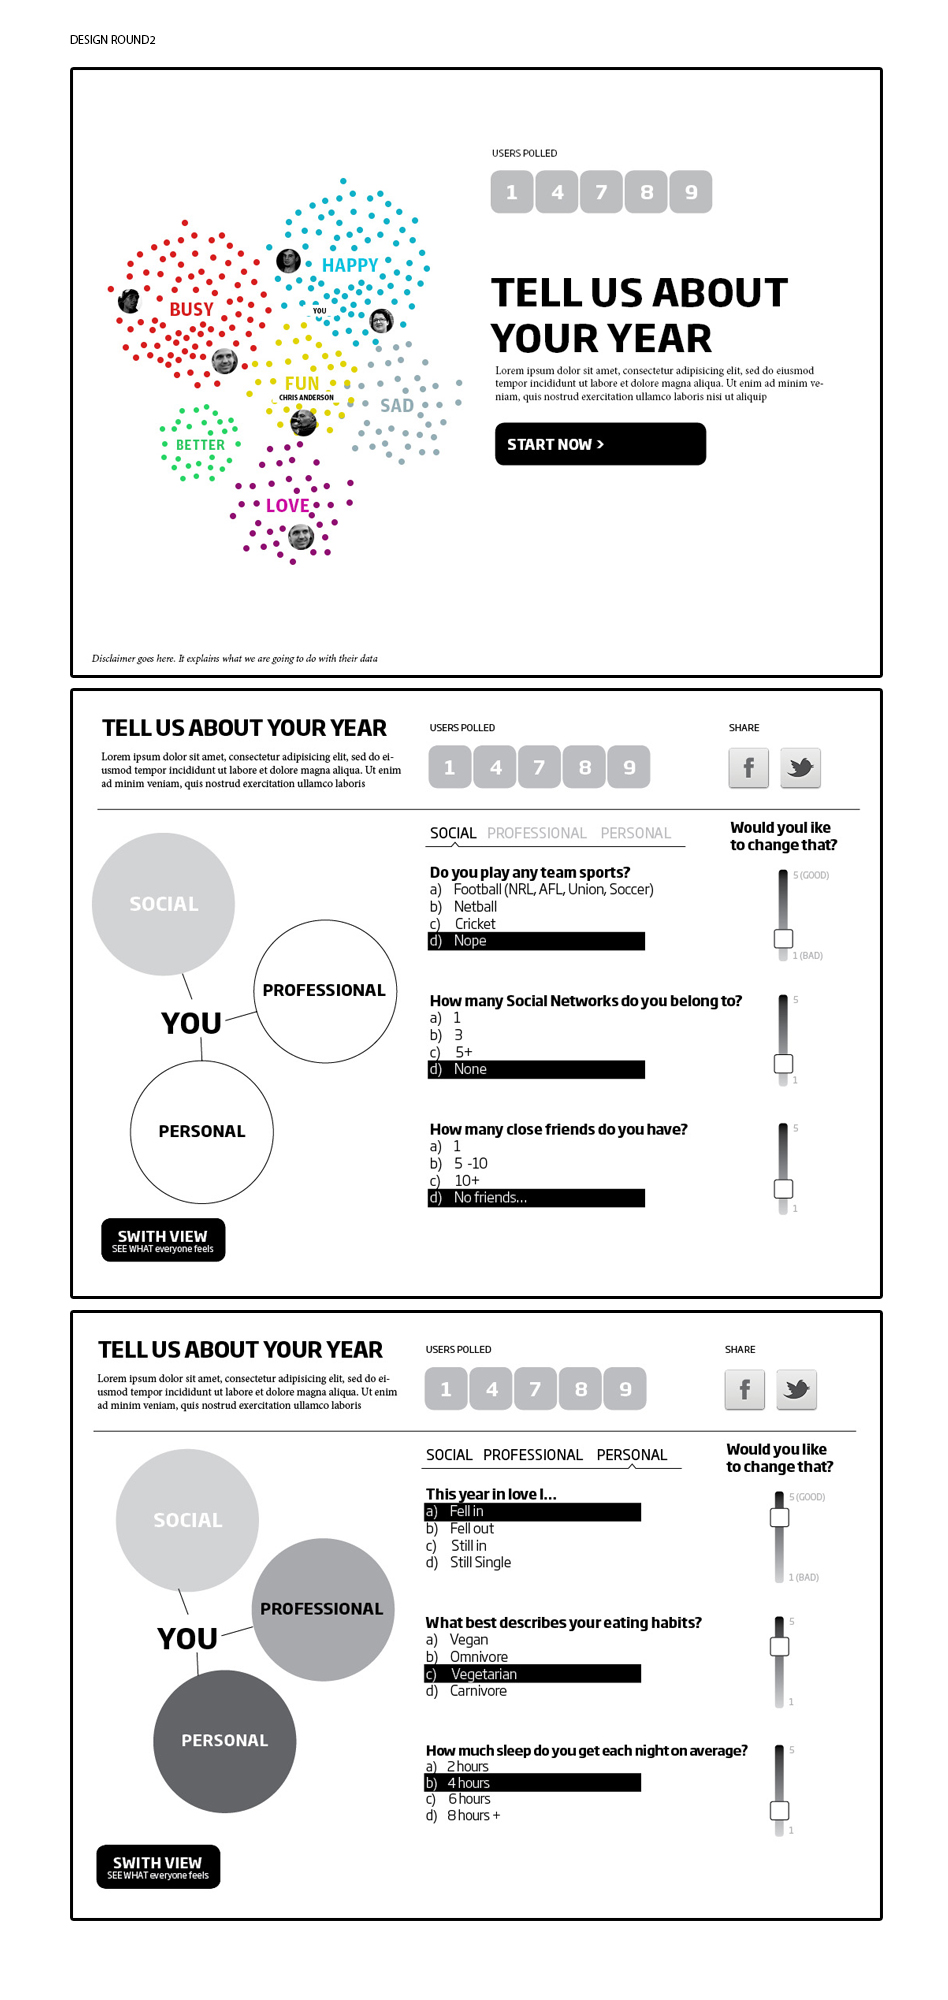 DESIGN ROUND2
USERS POLLED
1 4 7 8 9
HAPPY
BUSY
YOU
FUN
CHRIS ANDERSON
SAD
BETTER
LOVE
TELL US ABOUT
YOUR YEAR
Lorem ipsum dolor sit amet, consectetur adipisicing elit, sed do eiusmod
tempor incididunt ut labore et dolore magna aliqua. Ut enim ad minim ve-
niam, quis nostrud exercitation ullamco laboris nisi ut aliquip
START NOW >
Disclaimer goes here. It explains what we are going to do with their data
TELL US ABOUT YOUR YEAR
Lorem ipsum dolor sit amet, consectetur adipisicing elit, sed do ei-
usmod tempor incididunt ut labore et dolore magna aliqua. Ut enim
ad minim veniam, quis nostrud exercitation ullamco laboris
USERS POLLED
1 4 7 8 9
SHARE
f
SOCIAL
PROFESSIONAL
YOU
PERSONAL
SWITH VIEW
SEE WHAT everyone feels
SOCIAL PROFESSIONAL PERSONAL
Would youl ike
to change that?
Do you play any team sports?
a) Football (NRL, AFL, Union, Soccer)
b) Netball
c) Cricket
d) Nope
5 (GOOD)
1 (BAD)
How many Social Networks do you belong to?
a) 1
b) 3
c) 5+
d) None
5
1
How many close friends do you have?
a) 1
b) 5 -10
c) 10+
d) No friends...
5
1
TELL US ABOUT YOUR YEAR
Lorem ipsum dolor sit amet, consectetur adipisicing elit, sed do ei-
usmod tempor incididunt ut labore et dolore magna aliqua. Ut enim
ad minim veniam, quis nostrud exercitation ullamco laboris
USERS POLLED
1 4 7 8 9
SHARE
f
SOCIAL
PROFESSIONAL
YOU
PERSONAL
SWITH VIEW
SEE WHAT everyone feels
SOCIAL PROFESSIONAL PERSONAL
Would you like
to change that?
This year in love I...
a) Fell in
b) Fell out
c) Still in
d) Still Single
5 (GOOD)
1 (BAD)
What best describes your eating habits?
a) Vegan
b) Omnivore
c) Vegetarian
d) Carnivore
5
1
How much sleep do you get each night on average?
a) 2 hours
b) 4 hours
c) 6 hours
d) 8 hours +
5
1